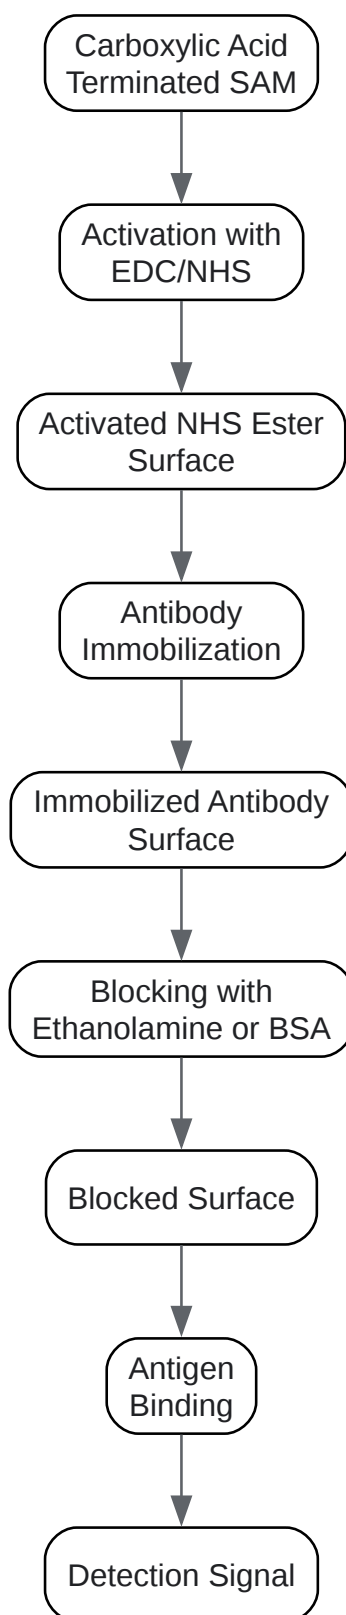 Carboxylic Acid
Terminated SAM
Activation with
EDC/NHS
Activated NHS Ester
Surface
Antibody
Immobilization
Immobilized Antibody
Surface
Blocking with
Ethanolamine or BSA
Blocked Surface
Antigen
Binding
Detection Signal